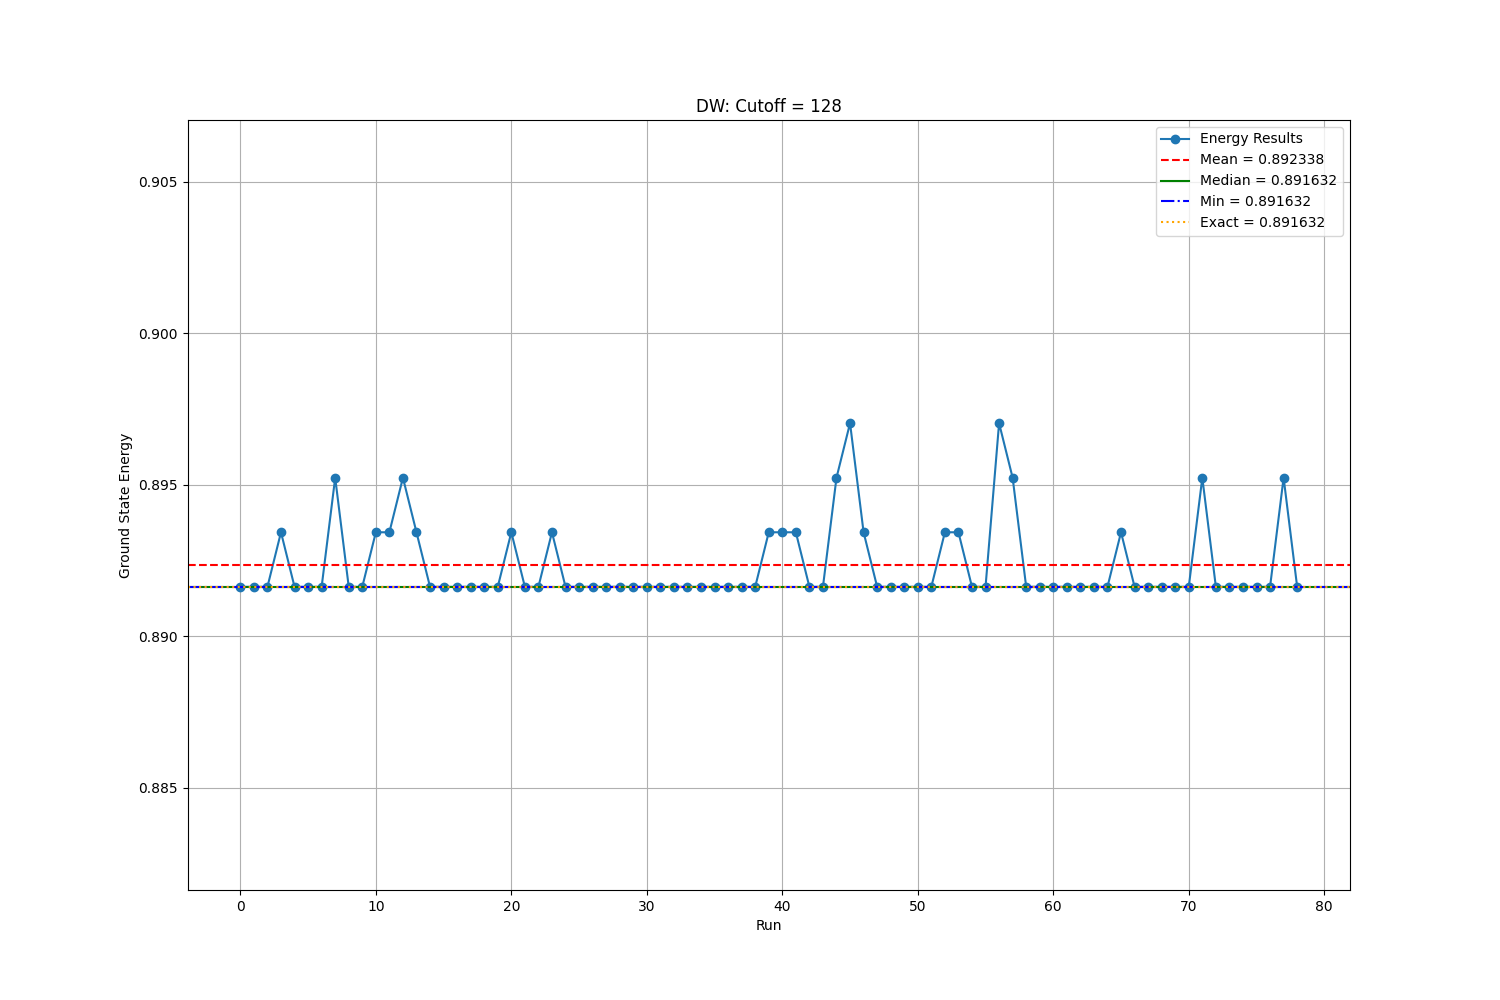 DW: Cutoff = 128
Energy Results
Mean = 0.892338
Median = 0.891632
Min = 0.891632
Exact = 0.891632
Ground State Energy
0.905
0.900
0.895
0.890
0.885
0 10 20 30 40 50 60 70 80
Run